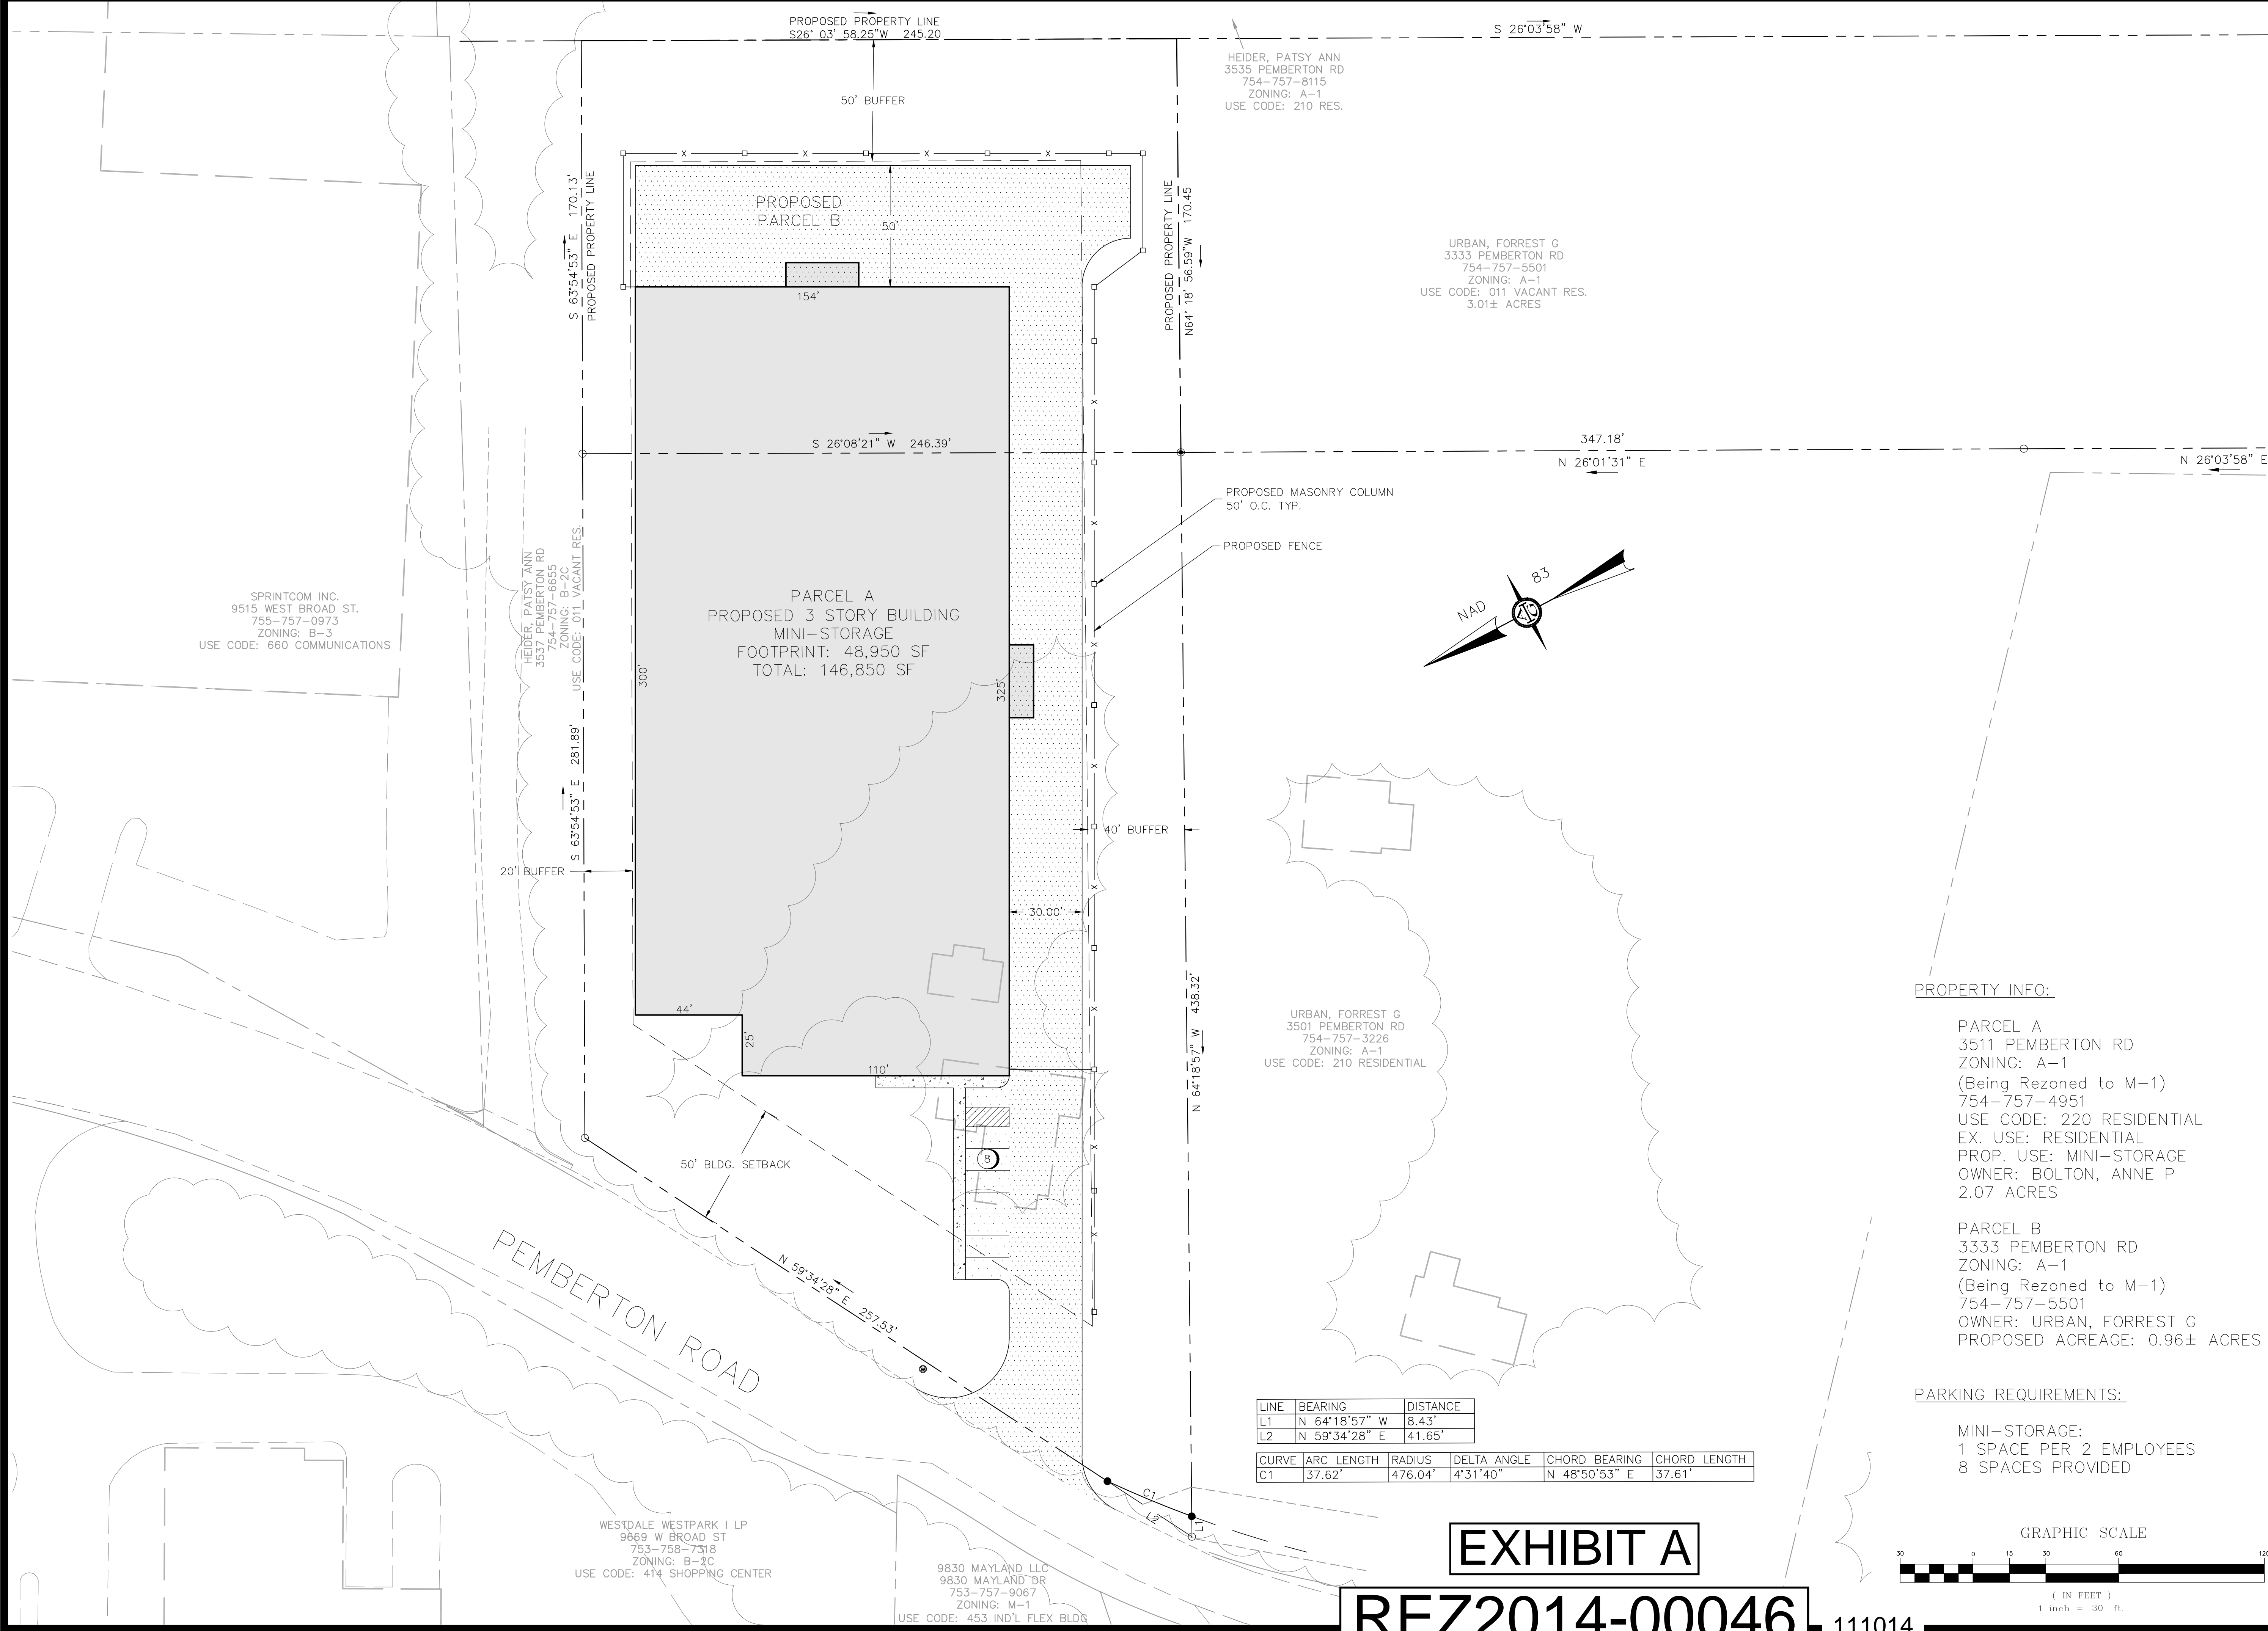 PROPOSED PROPERTY LINE
S26° 03' 58.25"W 245.20
S 26°03'58" W
HEIDER, PATSY ANN
3535 PEMBERTON RD
754-757-8115
ZONING: A-1
USE CODE: 210 RES.
50' BUFFER
X X X X
S 63°54'53" E 170.13'
PROPOSED PROPERTY LINE
PROPOSED
PARCEL B
50'
PROPOSED PROPERTY LINE
N64° 18' 56.59"W 170.45
URBAN, FORREST G
3333 PEMBERTON RD
754-757-5501
ZONING: A-1
USE CODE: 011 VACANT RES.
3.01± ACRES
154'
S 26°08'21" W 246.39'
347.18'
N 26°01'31" E
N 26°03'58" E
PROPOSED MASONRY COLUMN
50' O.C. TYP.
PROPOSED FENCE
NAD 83
SPRINTCOM INC.
9515 WEST BROAD ST.
755-757-0973
ZONING: B-3
USE CODE: 660 COMMUNICATIONS
HEIDER, PATSY ANN
3537 PEMBERTON RD
754-757-6655
ZONING: B-2C
USE CODE: 011 VACANT RES.
PARCEL A
PROPOSED 3 STORY BUILDING
MINI-STORAGE
FOOTPRINT: 48,950 SF
TOTAL: 146,850 SF
300'
325'
S 63°54'53" E 281.89'
20' BUFFER
40' BUFFER
30.00'
44'
25'
110'
N 64°18'57" W 438.32'
URBAN, FORREST G
3501 PEMBERTON RD
754-757-3226
ZONING: A-1
USE CODE: 210 RESIDENTIAL
8
50' BLDG. SETBACK
N 59°34'28" E 257.53'
PEMBERTON ROAD
C1
L2
L1
PROPERTY INFO:
PARCEL A
3511 PEMBERTON RD
ZONING: A-1
(Being Rezoned to M-1)
754-757-4951
USE CODE: 220 RESIDENTIAL
EX. USE: RESIDENTIAL
PROP. USE: MINI-STORAGE
OWNER: BOLTON, ANNE P
2.07 ACRES
PARCEL B
3333 PEMBERTON RD
ZONING: A-1
(Being Rezoned to M-1)
754-757-5501
OWNER: URBAN, FORREST G
PROPOSED ACREAGE: 0.96± ACRES
PARKING REQUIREMENTS:
MINI-STORAGE:
1 SPACE PER 2 EMPLOYEES
8 SPACES PROVIDED
LINE BEARING DISTANCE
L1 N 64°18'57" W 8.43'
L2 N 59°34'28" E 41.65'
CURVE ARC LENGTH RADIUS DELTA ANGLE CHORD BEARING CHORD LENGTH
C1 37.62' 476.04' 4°31'40" N 48°50'53" E 37.61'
WESTDALE WESTPARK I LP
9669 W BROAD ST
753-758-7318
ZONING: B-2C
USE CODE: 414 SHOPPING CENTER
9830 MAYLAND LLC
9830 MAYLAND DR
753-757-9067
ZONING: M-1
USE CODE: 453 IND'L FLEX BLDG
GRAPHIC SCALE
30 0 15 30 60 120
( IN FEET )
1 inch = 30 ft.
EXHIBIT A
REZ2014-00046
111014